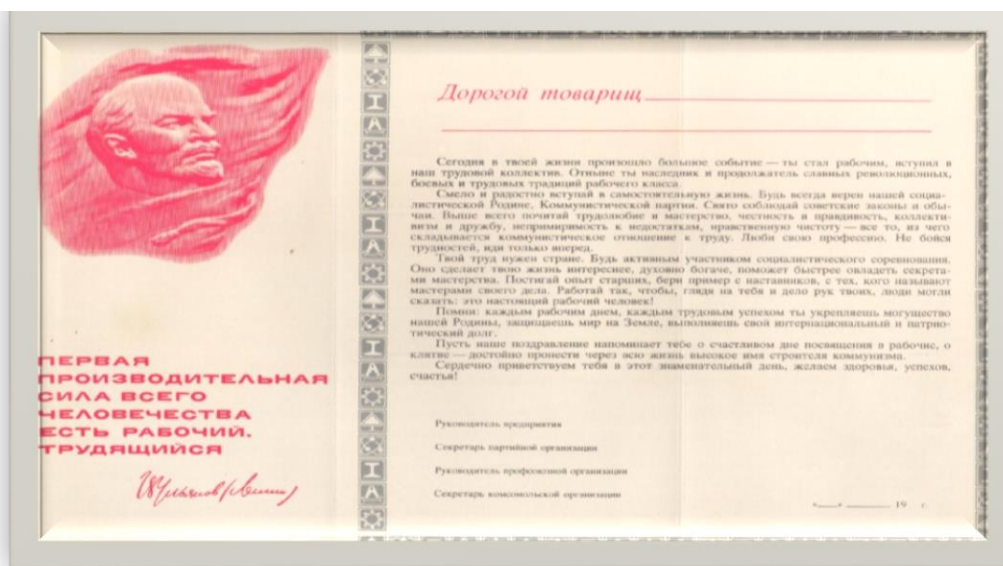 ПЕРВАЯ
ПРОИЗВОДИТЕЛЬНАЯ
СИЛА ВСЕГО
ЧЕЛОВЕЧЕСТВА
ЕСТЬ РАБОЧИЙ,
ТРУДЯЩИЙСЯ
В Ульянов (Ленин)
Дорогой товарищ
Сегодня в твоей жизни произошло большое событие — ты стал рабочим, вступил в
наш трудовой коллектив. Отныне ты наследник и продолжатель славных революционных,
боевых и трудовых традиций рабочего класса.
Смело и радостно вступай в самостоятельную жизнь. Будь всегда верен нашей социа-
листической Родине, Коммунистической партии. Свято соблюдай советские законы и обы-
чаи. Выше всего почитай трудолюбие и мастерство, честность и правдивость, коллекти-
визм и дружбу, непримиримость к недостаткам, нравственную чистоту — все то, из чего
складывается коммунистическое отношение к труду. Люби свою профессию. Не бойся
трудностей, иди только вперед.
Твой труд нужен стране. Будь активным участником социалистического соревнования.
Оно сделает твою жизнь интереснее, духовно богаче, поможет быстрее овладеть секрета-
ми мастерства. Постигай опыт старших, бери пример с наставников, с тех, кого называют
мастерами своего дела. Работай так, чтобы, глядя на тебя и дело рук твоих, люди могли
сказать: это настоящий рабочий человек!
Помни: каждым рабочим днем, каждым трудовым успехом ты укрепляешь могущество
нашей Родины, защищаешь мир на Земле, выполняешь свой интернациональный и патрио-
тический долг.
Пусть наше поздравление напоминает тебе о счастливом дне посвящения в рабочие, о
клятве — достойно пронести через всю жизнь высокое имя строителя коммунизма.
Сердечно приветствуем тебя в этот знаменательный день, желаем здоровья, успехов,
счастья!
Руководитель предприятия
Секретарь партийной организации
Руководитель профсоюзной организации
Секретарь комсомольской организации
«___» ________ 19 г.